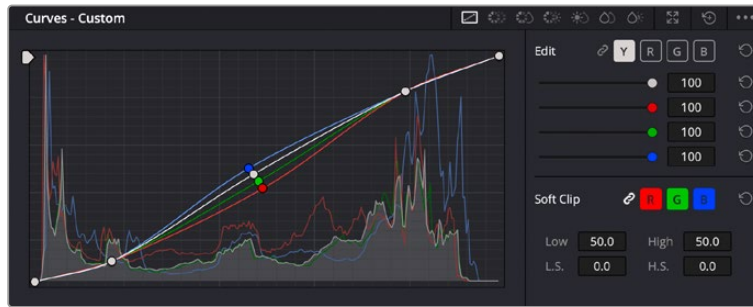 Curves - Custom
Edit Y R G B
100
100
100
100
Soft Clip R G B
Low 50.0 High 50.0
L.S. 0.0 H.S. 0.0